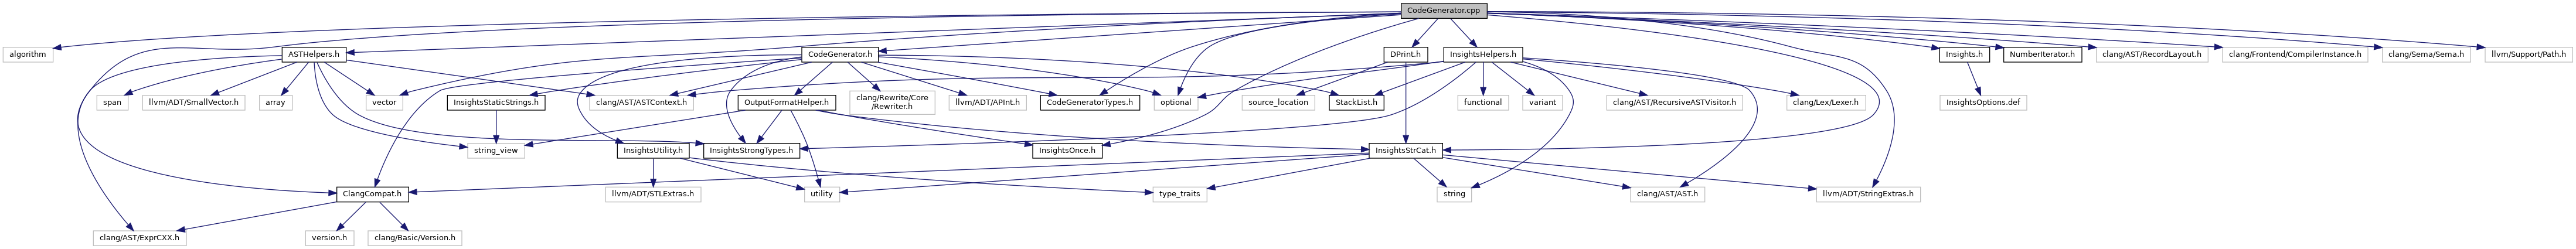 CodeGenerator.cpp
algorithm
ASTHelpers.h
CodeGenerator.h
DPrint.h
InsightsHelpers.h
Insights.h
NumberIterator.h
clang/AST/RecordLayout.h
clang/Frontend/CompilerInstance.h
clang/Sema/Sema.h
llvm/Support/Path.h
span
llvm/ADT/SmallVector.h
array
vector
InsightsStaticStrings.h
clang/AST/ASTContext.h
OutputFormatHelper.h
clang/Rewrite/Core
/Rewriter.h
llvm/ADT/APInt.h
CodeGeneratorTypes.h
optional
source_location
StackList.h
functional
variant
clang/AST/RecursiveASTVisitor.h
clang/Lex/Lexer.h
InsightsOptions.def
string_view
InsightsUtility.h
InsightsStrongTypes.h
InsightsOnce.h
InsightsStrCat.h
ClangCompat.h
llvm/ADT/STLExtras.h
utility
type_traits
string
clang/AST/AST.h
llvm/ADT/StringExtras.h
clang/AST/ExprCXX.h
version.h
clang/Basic/Version.h